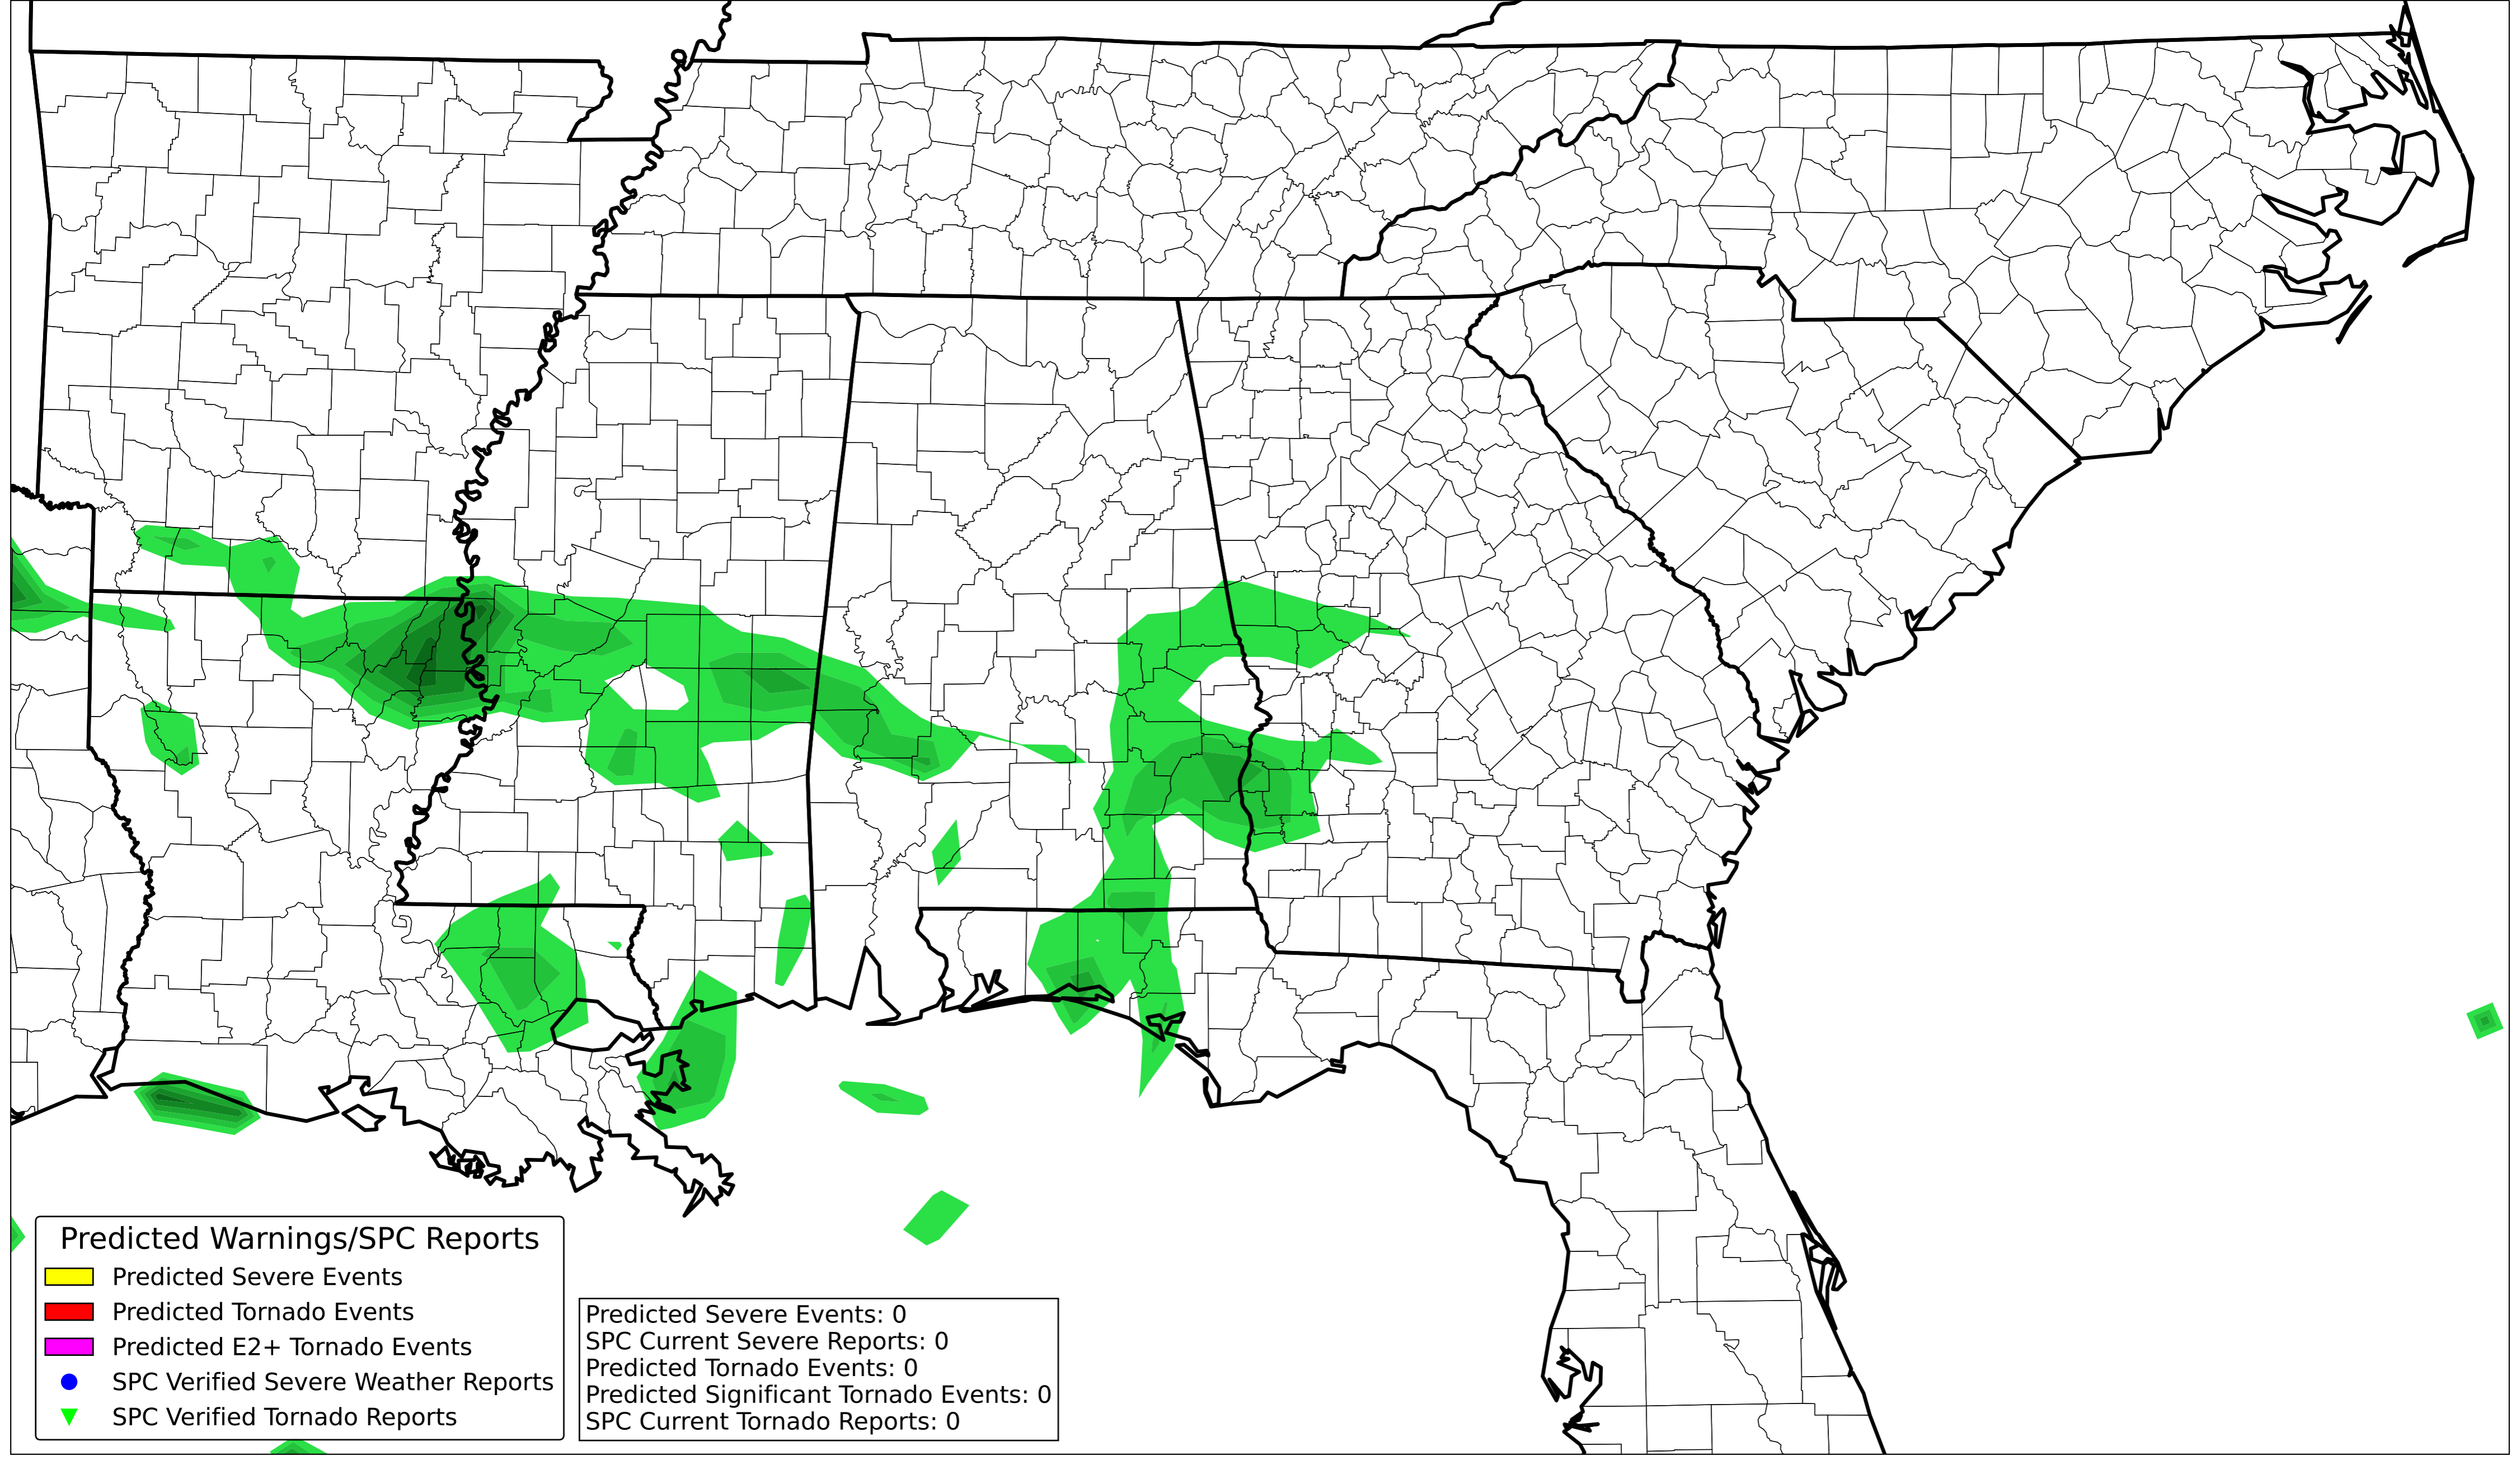 Predicted Warnings/SPC Reports
Predicted Severe Events
Predicted Tornado Events
Predicted E2+ Tornado Events
SPC Verified Severe Weather Reports
SPC Verified Tornado Reports
Predicted Severe Events: 0
SPC Current Severe Reports: 0
Predicted Tornado Events: 0
Predicted Significant Tornado Events: 0
SPC Current Tornado Reports: 0